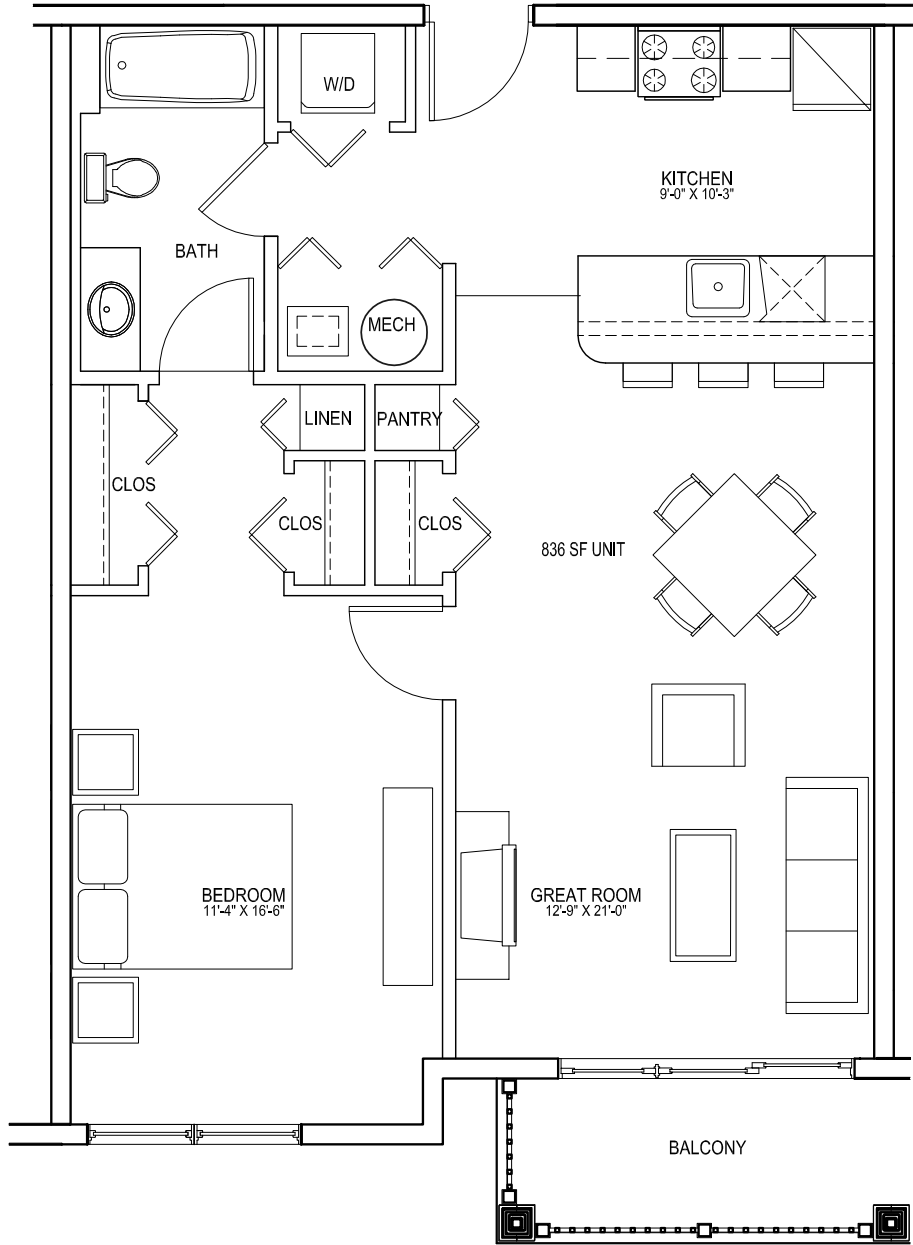 W/D
KITCHEN
9'-0" X 10'-3"
BATH
MECH
LINEN
PANTRY
CLOS
CLOS
CLOS
836 SF UNIT
BEDROOM
11'-4" X 16'-6"
GREAT ROOM
12'-9" X 21'-0"
BALCONY